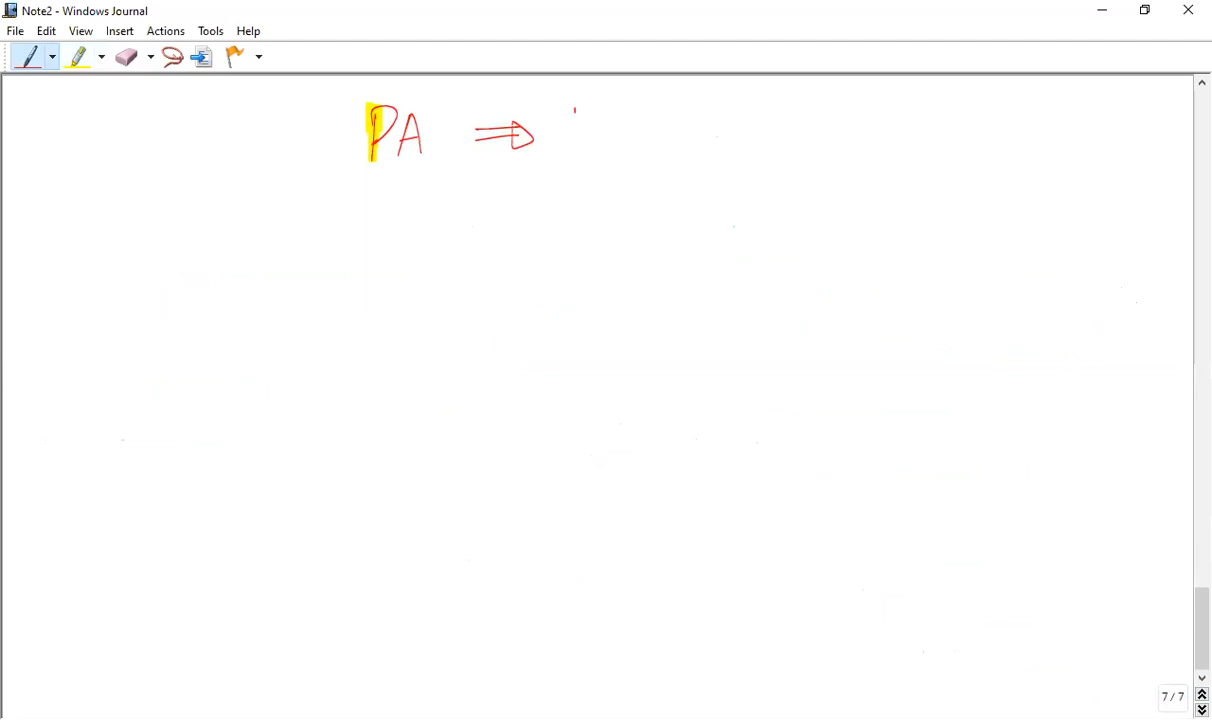 Note2 - Windows Journal
File Edit View Insert Actions Tools Help
PA ⇒
7 / 7